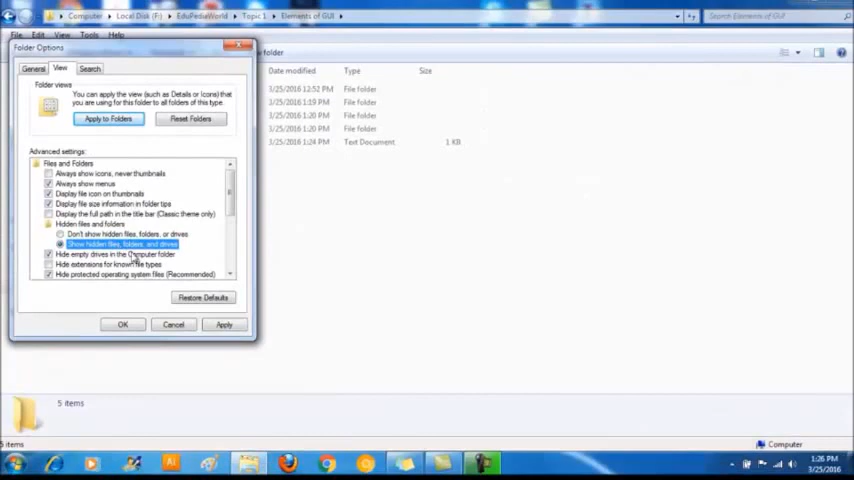 Computer ▸ Local Disk (F:) ▸ EduPediaWorld ▸ Topic 1 ▸ Elements of GUI ▸
Search Elements of GUI
File Edit View Tools Help
Folder Options
folder
General View Search
Date modified Type Size
Folder views
You can apply the view (such as Details or Icons) that
you are using for this folder to all folders of this type.
Apply to Folders Reset Folders
3/25/2016 12:52 PM File folder
3/25/2016 1:19 PM File folder
3/25/2016 1:20 PM File folder
3/25/2016 1:20 PM File folder
3/25/2016 1:24 PM Text Document 1 KB
Advanced settings:
Files and Folders
Always show icons, never thumbnails
Always show menus
Display file icon on thumbnails
Display file size information in folder tips
Display the full path in the title bar (Classic theme only)
Hidden files and folders
Don't show hidden files, folders, or drives
Show hidden files, folders, and drives
Hide empty drives in the Computer folder
Hide extensions for known file types
Hide protected operating system files (Recommended)
Restore Defaults
OK Cancel Apply
5 items
5 items
Computer
Ai
1:26 PM
3/25/2016